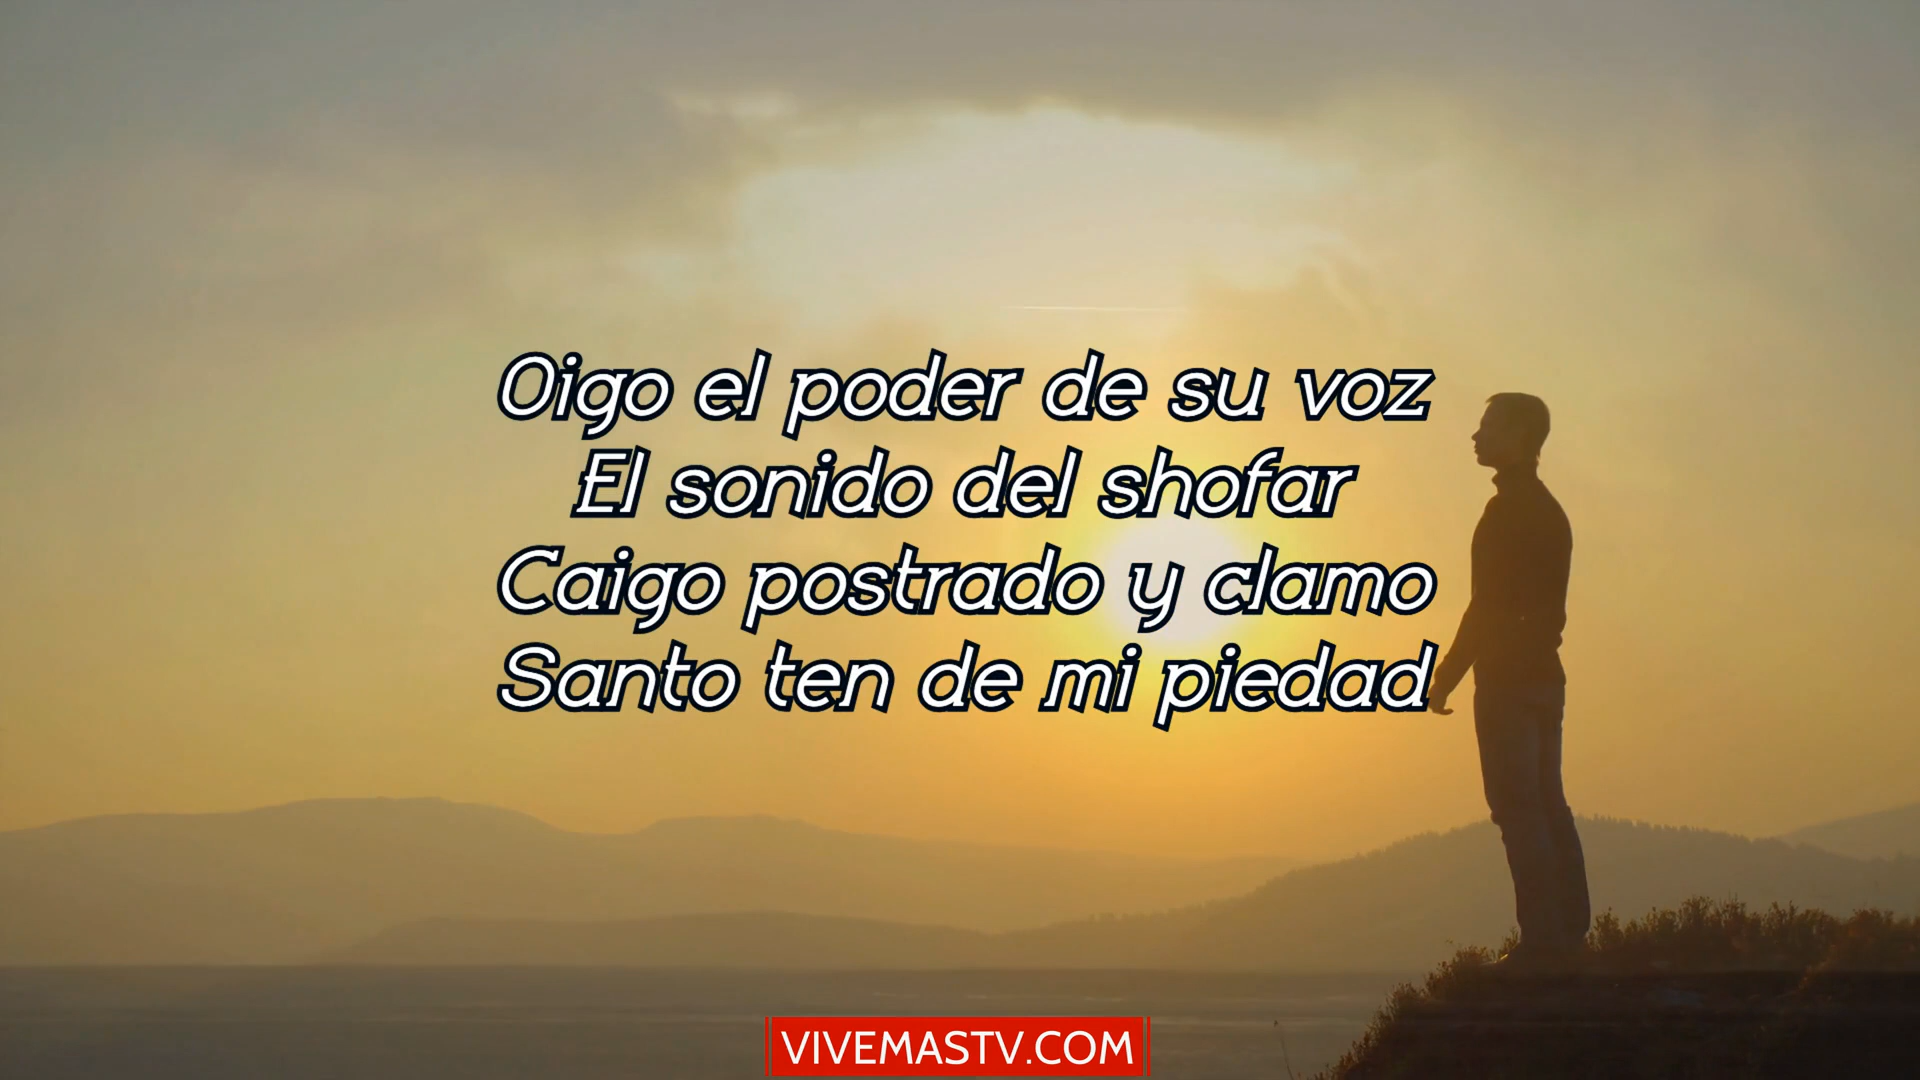 Oigo el poder de su voz
El sonido del shofar
Caigo postrado y clamo
Santo ten de mi piedad
VIVEMASTV.COM